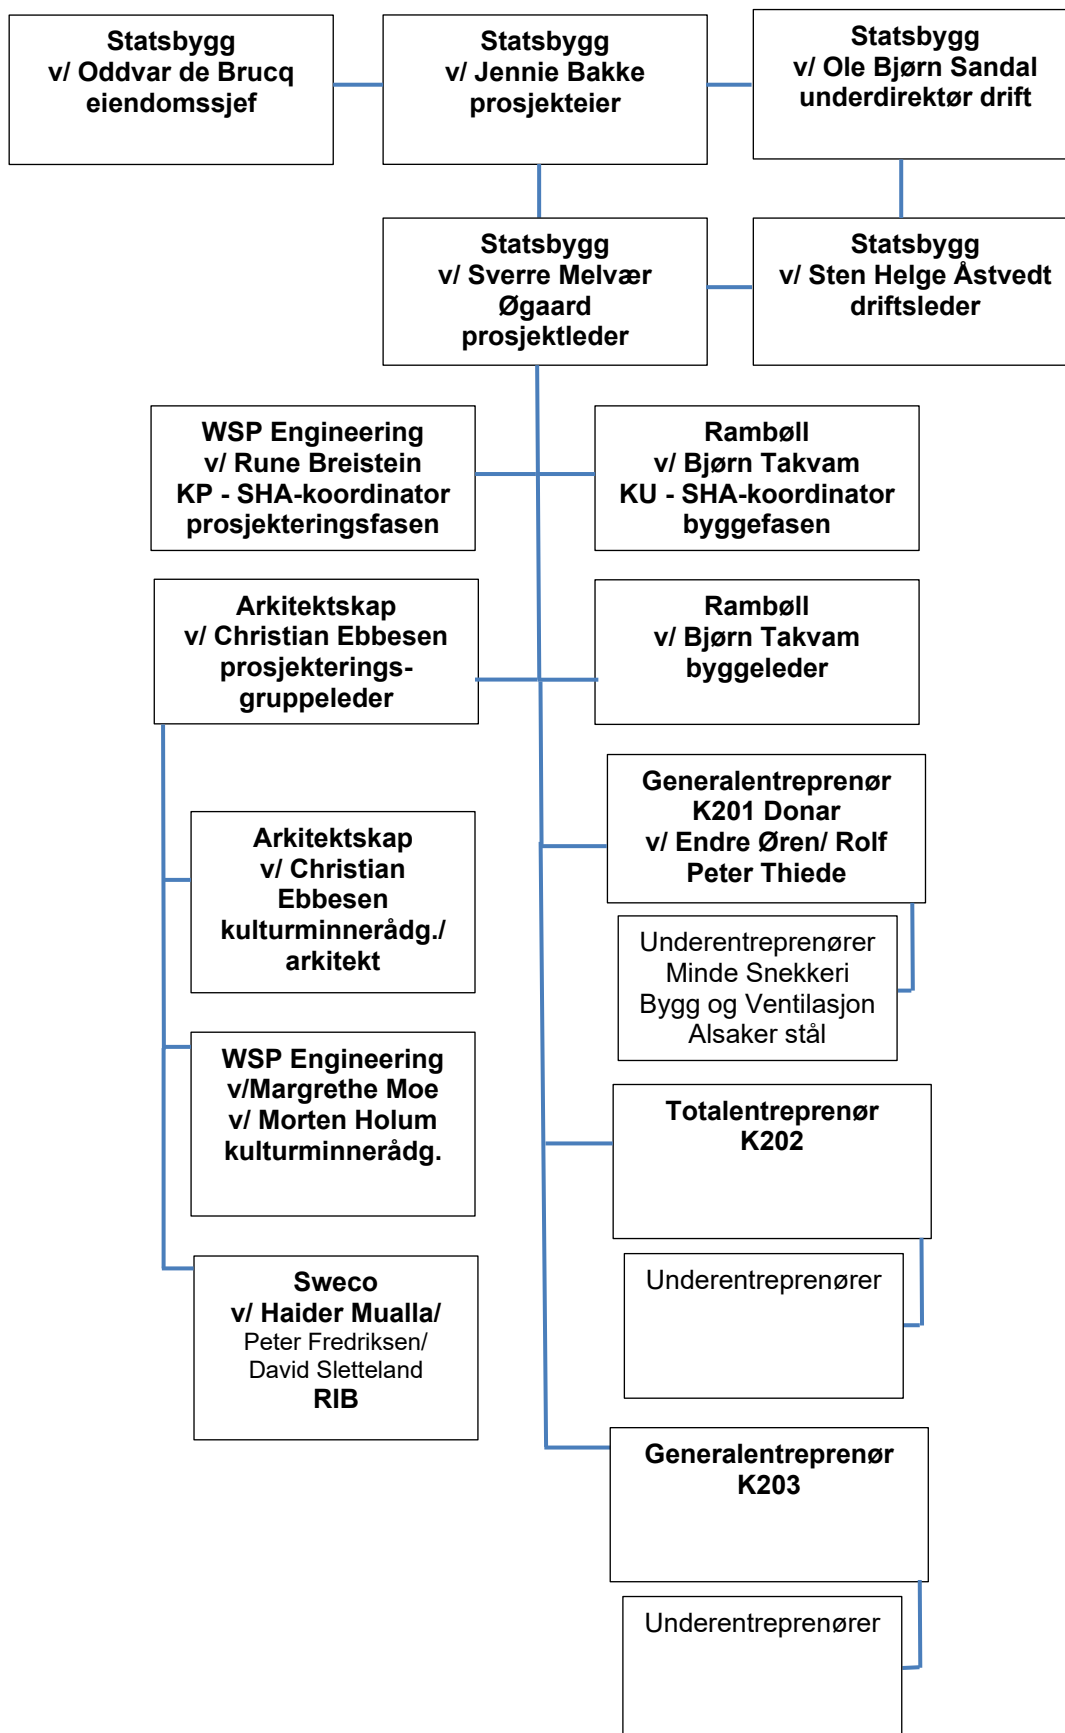 Statsbygg
v/ Oddvar de Brucq
eiendomssjef
Statsbygg
v/ Jennie Bakke
prosjekteier
Statsbygg
v/ Ole Bjørn Sandal
underdirektør drift
Statsbygg
v/ Sverre Melvær
Øgaard
prosjektleder
Statsbygg
v/ Sten Helge Åstvedt
driftsleder
WSP Engineering
v/ Rune Breistein
KP - SHA-koordinator
prosjekteringsfasen
Rambøll
v/ Bjørn Takvam
KU - SHA-koordinator
byggefasen
Arkitektskap
v/ Christian Ebbesen
prosjekterings-
gruppeleder
Rambøll
v/ Bjørn Takvam
byggeleder
Generalentreprenør
K201 Donar
v/ Endre Øren/ Rolf
Peter Thiede
Arkitektskap
v/ Christian
Ebbesen
kulturminnerådg./
arkitekt
Underentreprenører
Minde Snekkeri
Bygg og Ventilasjon
Alsaker stål
WSP Engineering
v/Margrethe Moe
v/ Morten Holum
kulturminnerådg.
Totalentreprenør
K202
Sweco
v/ Haider Mualla/
Peter Fredriksen/
David Sletteland
RIB
Underentreprenører
Generalentreprenør
K203
Underentreprenører